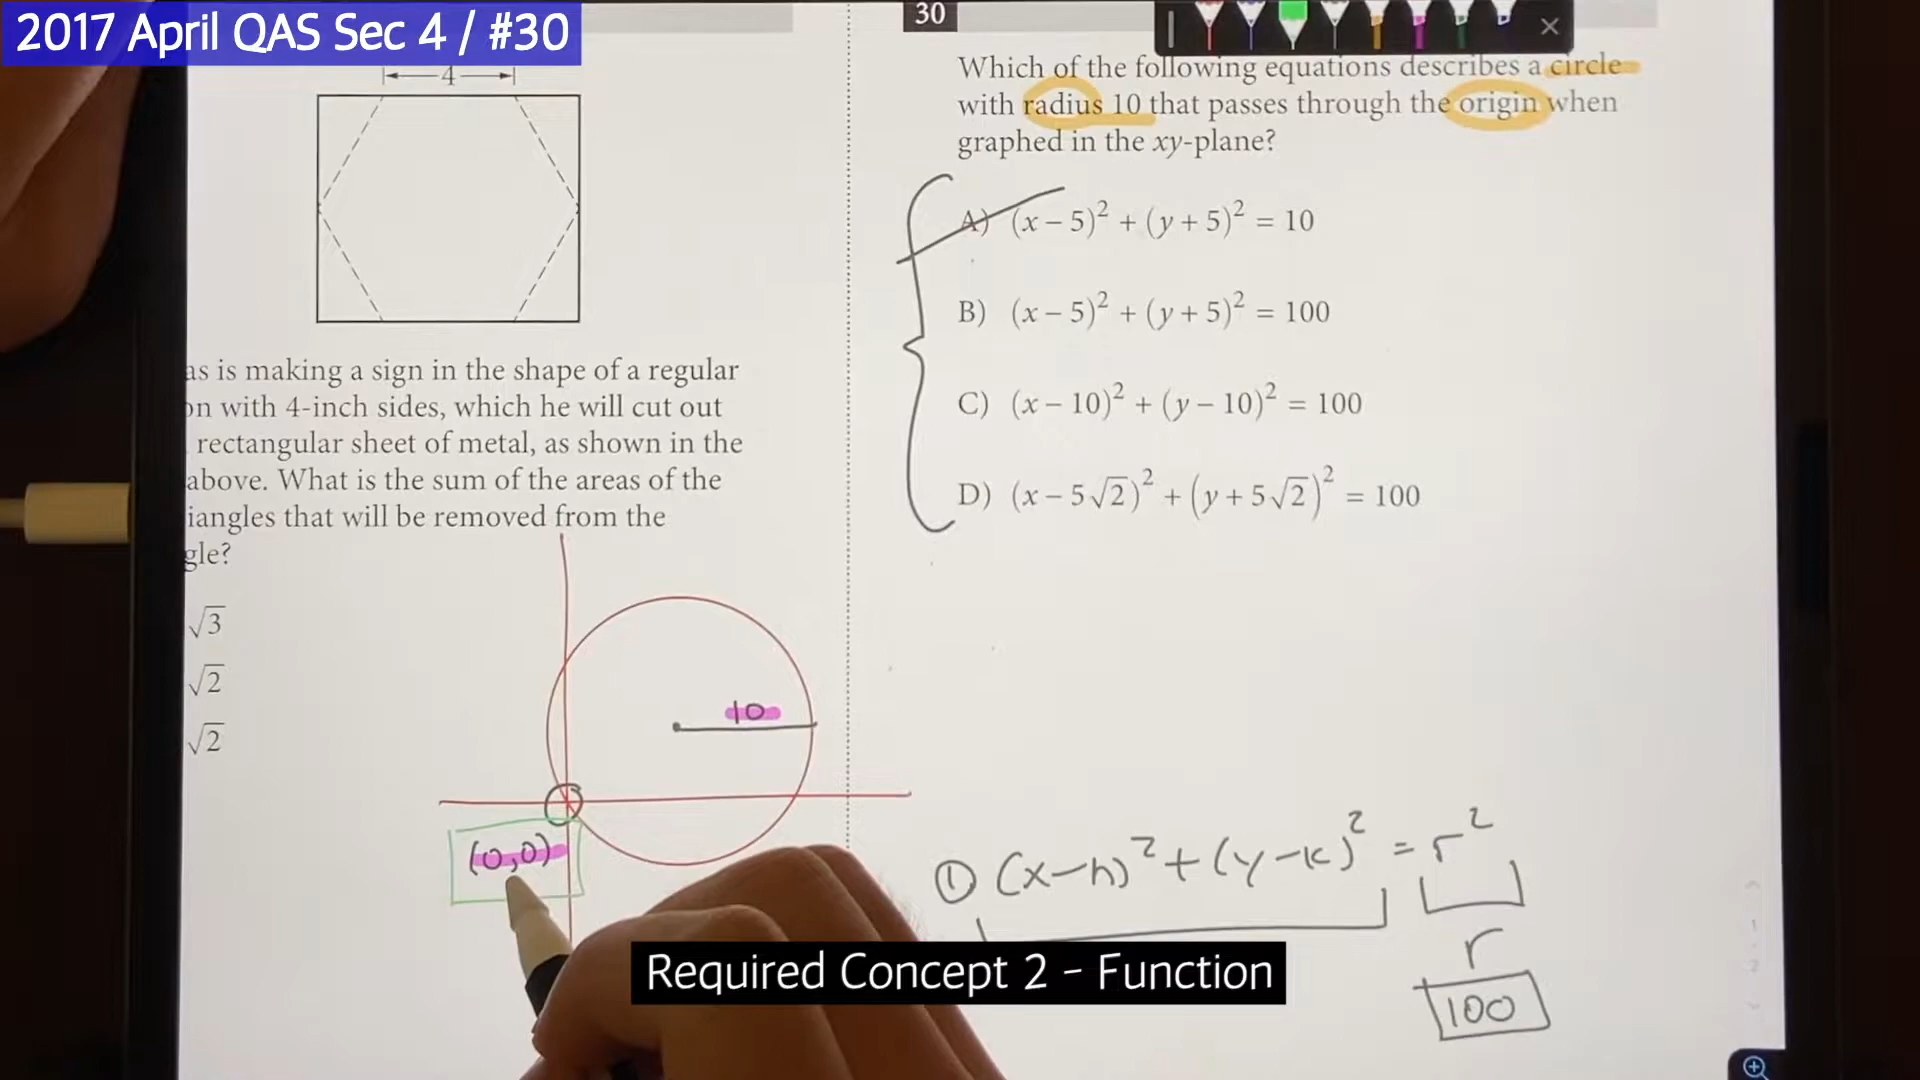 2017 April QAS Sec 4 / #30
4
as is making a sign in the shape of a regular
on with 4-inch sides, which he will cut out
rectangular sheet of metal, as shown in the
above. What is the sum of the areas of the
iangles that will be removed from the
gle?
√3
√2
√2
10
(0,0)
30
Which of the following equations describes a circle
with radius 10 that passes through the origin when
graphed in the xy-plane?
A) (x – 5)² + (y + 5)² = 10
B) (x – 5)² + (y + 5)² = 100
C) (x – 10)² + (y – 10)² = 100
D) (x – 5√2)² + (y + 5√2)² = 100
① (x-h)² + (y-k)² = r²
r
100
Required Concept 2 - Function